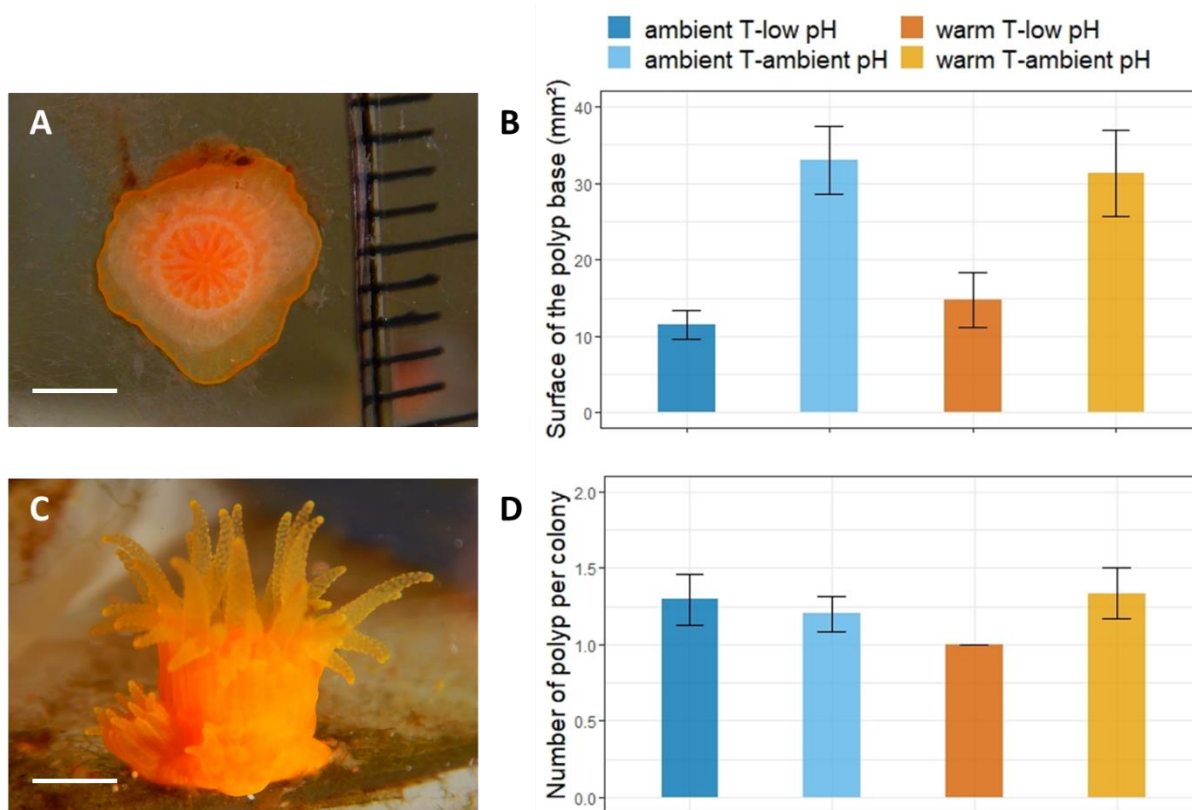 ambient T-low pH
warm T-low pH
ambient T-ambient pH
warm T-ambient pH
A
B
Surface of the polyp base (mm²)
40
30
20
10
0
C
D
Number of polyp per colony
2.0
1.5
1.0
0.5
0.0